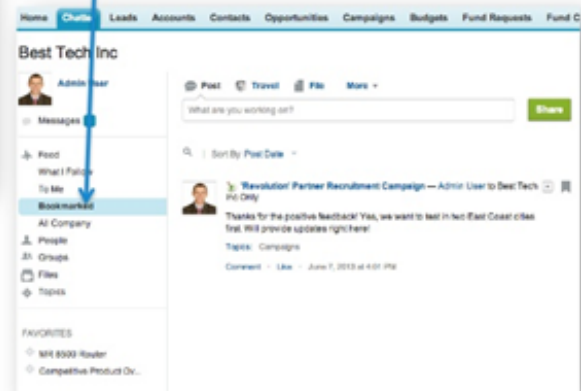 Home Chatter Leads Accounts Contacts Opportunities Campaigns Budgets Fund Requests Fund C
Best Tech Inc
Admin User
Messages
Post Travel File More
What are you working on?
Share
Sort By Post Date
Feed
What I Follow
To Me
Bookmarked
All Company
People
Groups
Files
Topics
'Revolution' Partner Recruitment Campaign — Admin User to Best Tech
Inc Only
Thanks for the positive feedback! Yes, we want to test in two East Coast cities
first. Will provide updates right here!
Topics: Campaigns
Comment · Like · June 7, 2013 at 4:01 PM
FAVORITES
MR 8500 Router
Competitive Product Ov...